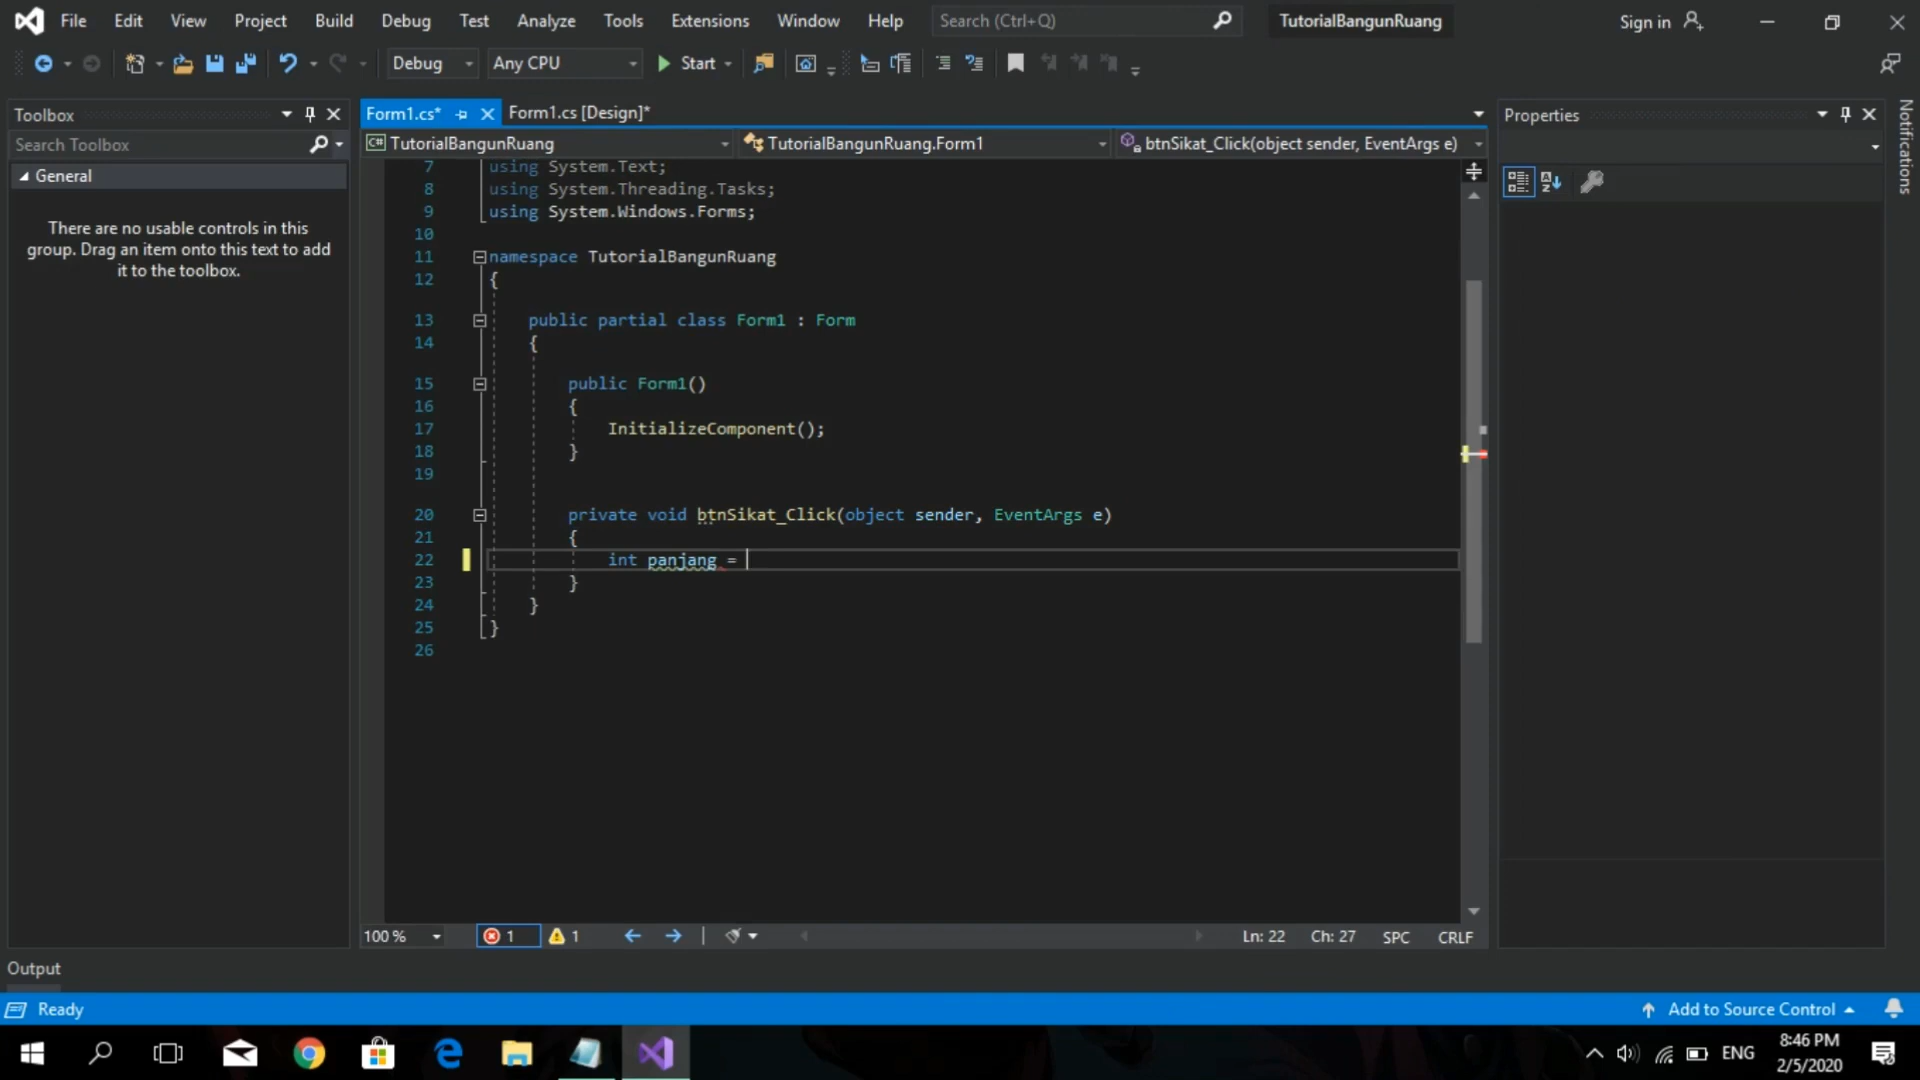 File Edit View Project Build Debug Test Analyze Tools Extensions Window Help Search (Ctrl+Q) TutorialBangunRuang Sign in
Debug Any CPU Start
Toolbox
Search Toolbox
General
There are no usable controls in this
group. Drag an item onto this text to add
it to the toolbox.
Form1.cs* Form1.cs [Design]*
TutorialBangunRuang TutorialBangunRuang.Form1 btnSikat_Click(object sender, EventArgs e)
7 using System.Text;
8 using System.Threading.Tasks;
9 using System.Windows.Forms;
10
11 namespace TutorialBangunRuang
12 {
13 public partial class Form1 : Form
14 {
15 public Form1()
16 {
17 InitializeComponent();
18 }
19
20 private void btnSikat_Click(object sender, EventArgs e)
21 {
22 int panjang =
23 }
24 }
25 }
26
100 % 1 1 Ln: 22 Ch: 27 SPC CRLF
Properties
Notifications
Output
Ready Add to Source Control
ENG
8:46 PM
2/5/2020